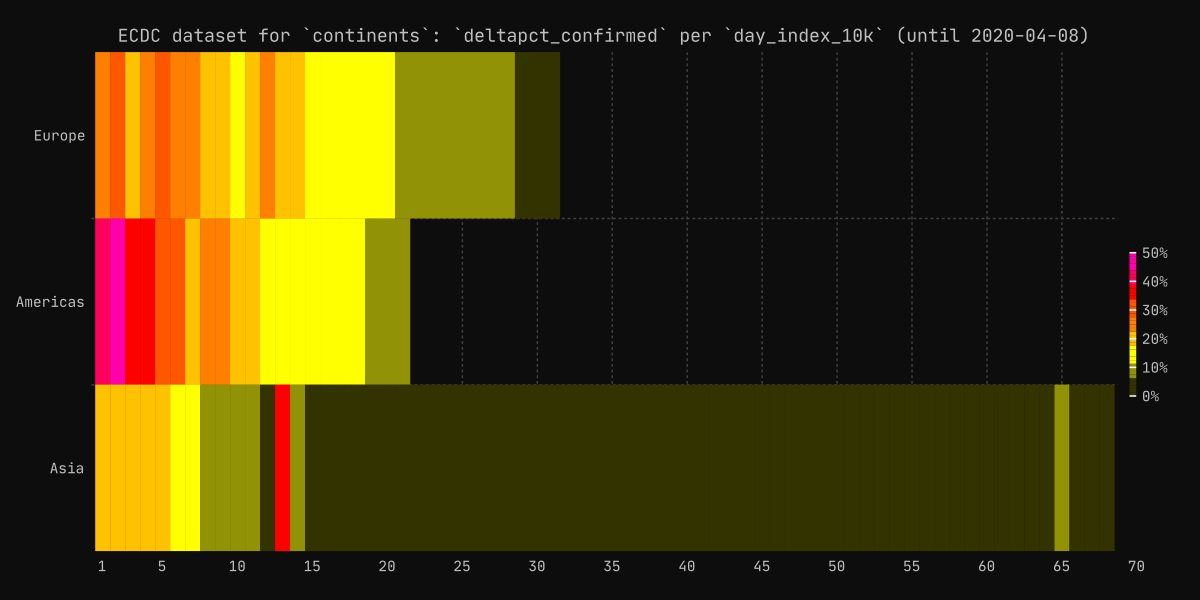 ECDC dataset for `continents`: `deltapct_confirmed` per `day_index_10k` (until 2020-04-08)
Europe
Americas
Asia
50%
40%
30%
20%
10%
0%
1 5 10 15 20 25 30 35 40 45 50 55 60 65 70